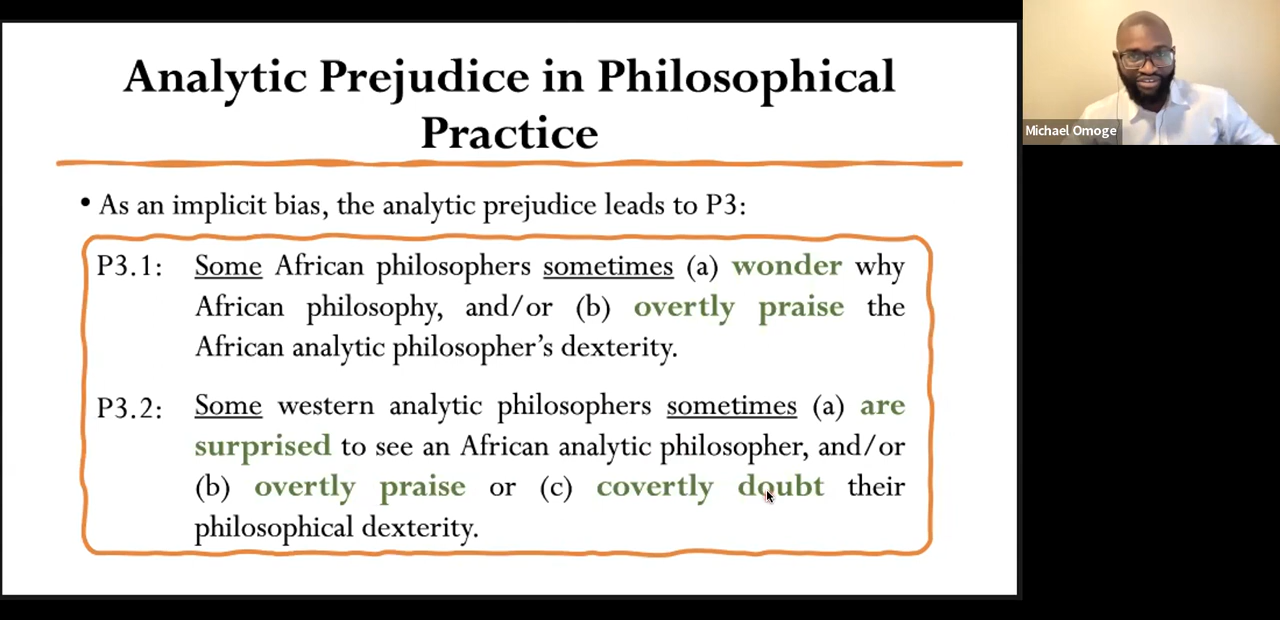 Analytic Prejudice in Philosophical
Practice
• As an implicit bias, the analytic prejudice leads to P3:
P3.1: Some African philosophers sometimes (a) wonder why
African philosophy, and/or (b) overtly praise the
African analytic philosopher’s dexterity.
P3.2: Some western analytic philosophers sometimes (a) are
surprised to see an African analytic philosopher, and/or
(b) overtly praise or (c) covertly doubt their
philosophical dexterity.
Michael Omoge